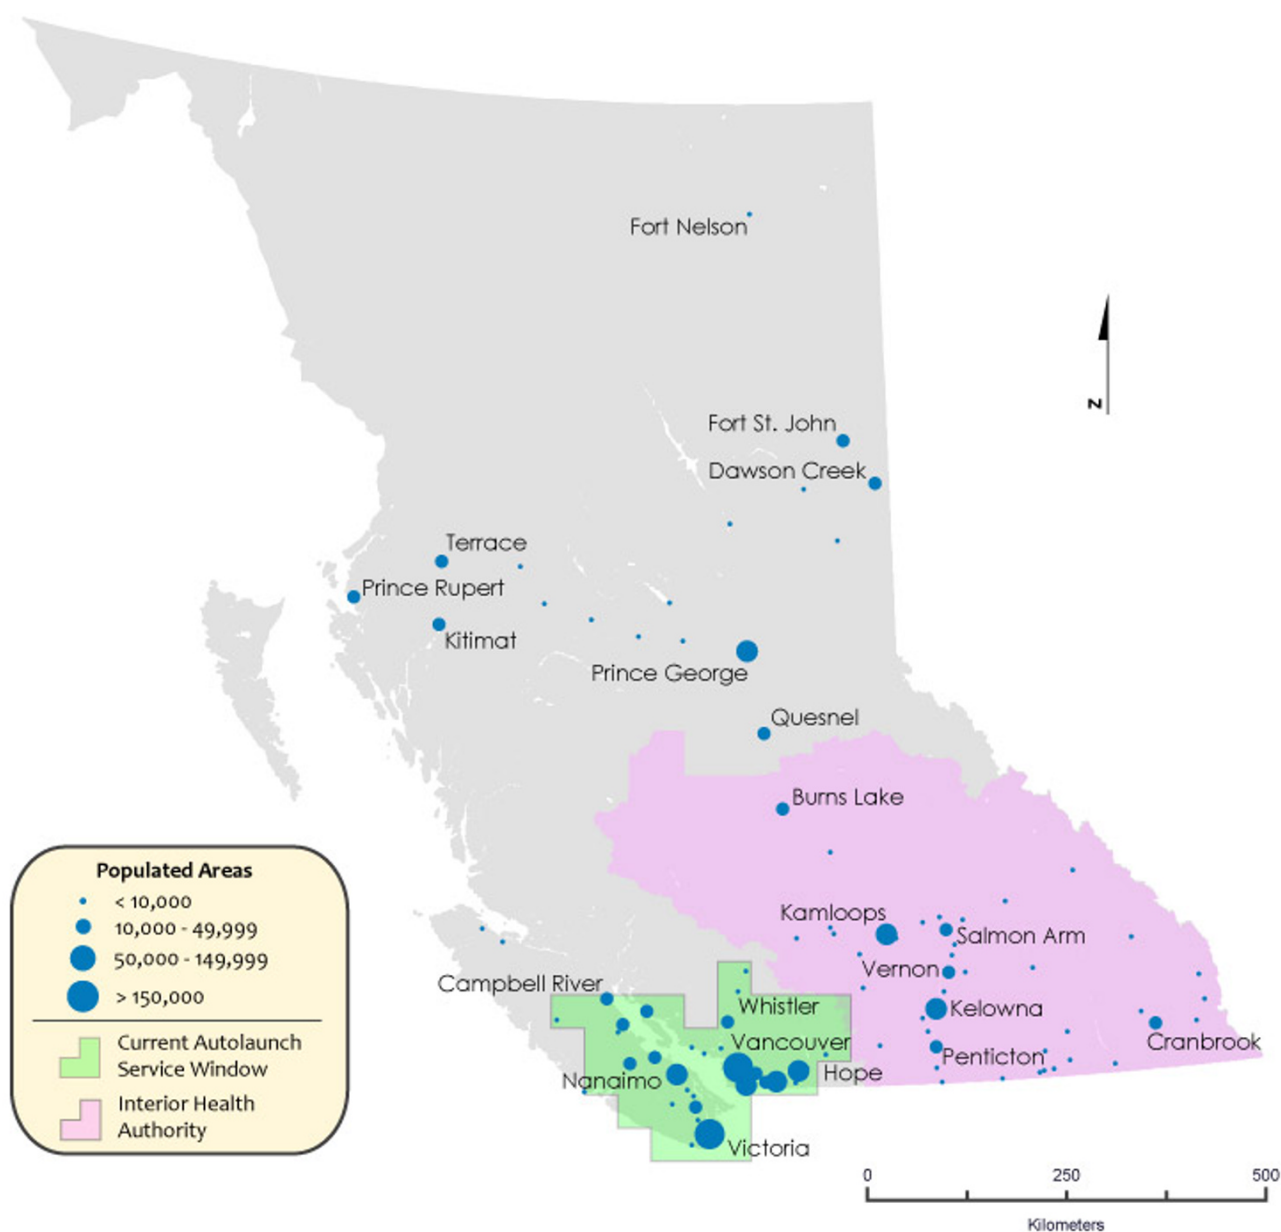 Fort Nelson
Fort St. John
Dawson Creek
Terrace
Prince Rupert
Kitimat
Prince George
Quesnel
Burns Lake
Kamloops
Salmon Arm
Vernon
Kelowna
Penticton
Cranbrook
Campbell River
Whistler
Vancouver
Nanaimo
Hope
Victoria
N
Populated Areas
< 10,000
10,000 - 49,999
50,000 - 149,999
> 150,000
Current Autolaunch
Service Window
Interior Health
Authority
0 250 500
Kilometers